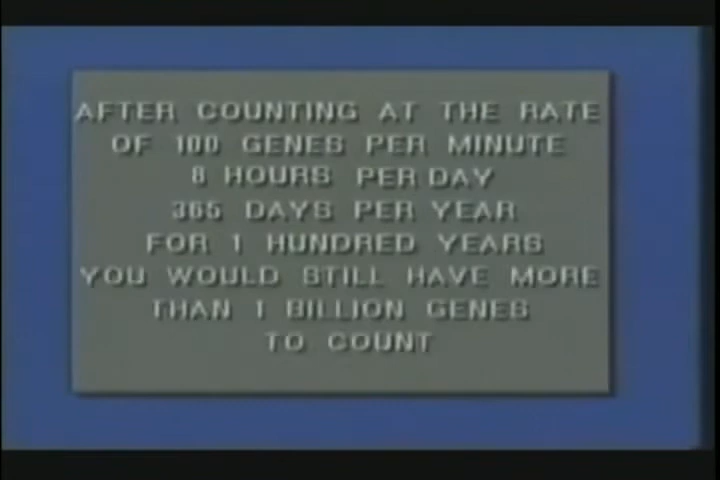 AFTER COUNTING AT THE RATE
OF 100 GENES PER MINUTE
8 HOURS PER DAY
365 DAYS PER YEAR
FOR 1 HUNDRED YEARS
YOU WOULD STILL HAVE MORE
THAN 1 BILLION GENES
TO COUNT